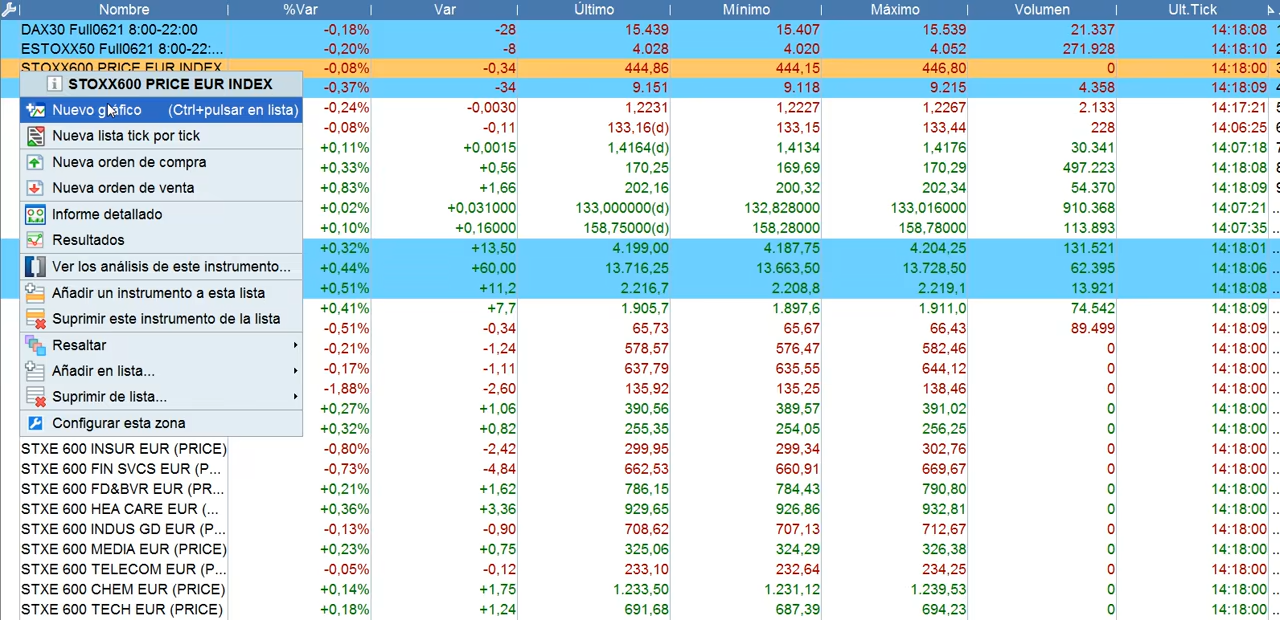 Nombre %Var Var Último Mínimo Máximo Volumen Ult.Tick
DAX30 Full0621 8:00-22:00 -0,18% -28 15.439 15.407 15.539 21.337 14:18:08
ESTOXX50 Full0621 8:00-22:... -0,20% -8 4.028 4.020 4.052 271.928 14:18:10
STOXX600 PRICE EUR INDEX -0,08% -0,34 444,86 444,15 446,80 0 14:18:00
STOXX600 PRICE EUR INDEX -0,37% -34 9.151 9.118 9.215 4.358 14:18:09
Nuevo gráfico (Ctrl+pulsar en lista) -0,24% -0,0030 1,2231 1,2227 1,2267 2.133 14:17:21
Nueva lista tick por tick -0,08% -0,11 133,16(d) 133,15 133,44 228 14:06:25
+0,11% +0,0015 1,4164(d) 1,4134 1,4176 30.341 14:07:18
Nueva orden de compra +0,33% +0,56 170,25 169,69 170,29 497.223 14:18:08
Nueva orden de venta +0,83% +1,66 202,16 200,32 202,34 54.370 14:18:09
Informe detallado +0,02% +0,031000 133,000000(d) 132,828000 133,016000 910.368 14:07:21
+0,10% +0,16000 158,75000(d) 158,28000 158,78000 113.893 14:07:35
Resultados +0,32% +13,50 4.199,00 4.187,75 4.204,25 131.521 14:18:01
Ver los análisis de este instrumento... +0,44% +60,00 13.716,25 13.663,50 13.728,50 62.395 14:18:06
Añadir un instrumento a esta lista +0,51% +11,2 2.216,7 2.208,8 2.219,1 13.921 14:18:08
+0,41% +7,7 1.905,7 1.897,6 1.911,0 74.542 14:18:09
Suprimir este instrumento de la lista -0,51% -0,34 65,73 65,67 66,43 89.499 14:18:09
Resaltar -0,21% -1,24 578,57 576,47 582,46 0 14:18:00
Añadir en lista... -0,17% -1,11 637,79 635,55 644,12 0 14:18:00
Suprimir de lista... -1,88% -2,60 135,92 135,25 138,46 0 14:18:00
+0,27% +1,06 390,56 389,57 391,02 0 14:18:00
Configurar esta zona +0,32% +0,82 255,35 254,05 256,25 0 14:18:00
STXE 600 INSUR EUR (PRICE) -0,80% -2,42 299,95 299,34 302,76 0 14:18:00
STXE 600 FIN SVCS EUR (P... -0,73% -4,84 662,53 660,91 669,67 0 14:18:00
STXE 600 FD&BVR EUR (PR... +0,21% +1,62 786,15 784,43 790,80 0 14:18:00
STXE 600 HEA CARE EUR (... +0,36% +3,36 929,65 926,86 932,81 0 14:18:00
STXE 600 INDUS GD EUR (P... -0,13% -0,90 708,62 707,13 712,67 0 14:18:00
STXE 600 MEDIA EUR (PRICE) +0,23% +0,75 325,06 324,29 326,38 0 14:18:00
STXE 600 TELECOM EUR (P... -0,05% -0,12 233,10 232,64 234,25 0 14:18:00
STXE 600 CHEM EUR (PRICE) +0,14% +1,75 1.233,50 1.231,12 1.239,53 0 14:18:00
STXE 600 TECH EUR (PRICE) +0,18% +1,24 691,68 687,39 694,23 0 14:18:00